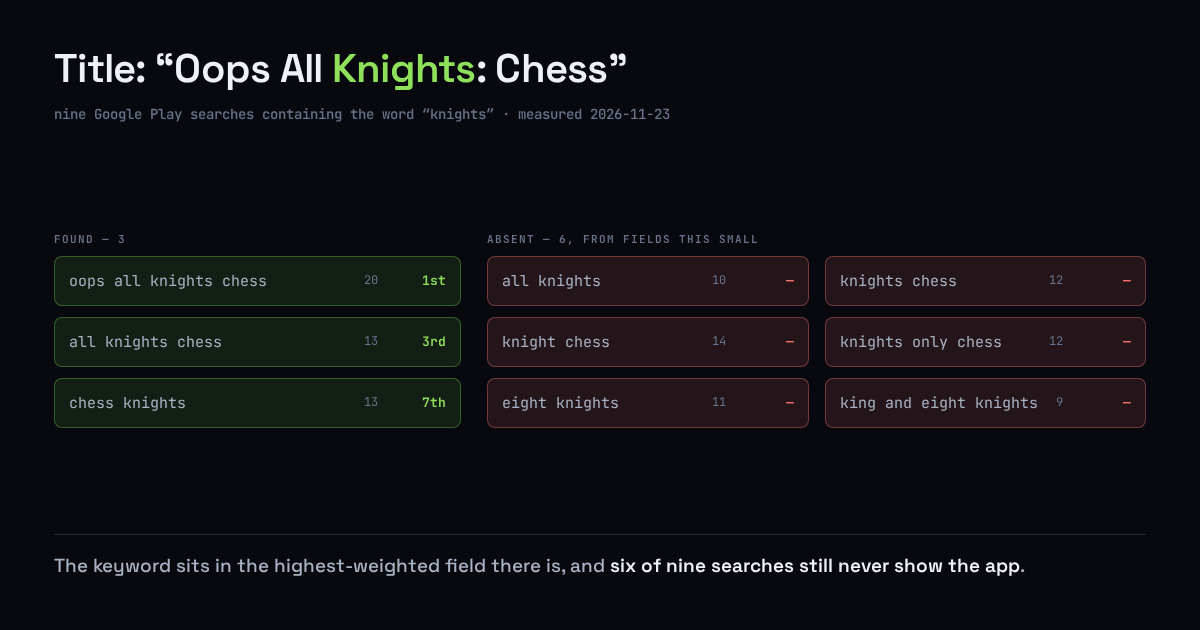 Title: “Oops All Knights: Chess”
nine Google Play searches containing the word “knights” · measured 2026-11-23
FOUND — 3
oops all knights chess 20 1st
all knights chess 13 3rd
chess knights 13 7th
ABSENT — 6, FROM FIELDS THIS SMALL
all knights 10 —
knights chess 12 —
knight chess 14 —
knights only chess 12 —
eight knights 11 —
king and eight knights 9 —
The keyword sits in the highest-weighted field there is, and six of nine searches still never show the app.